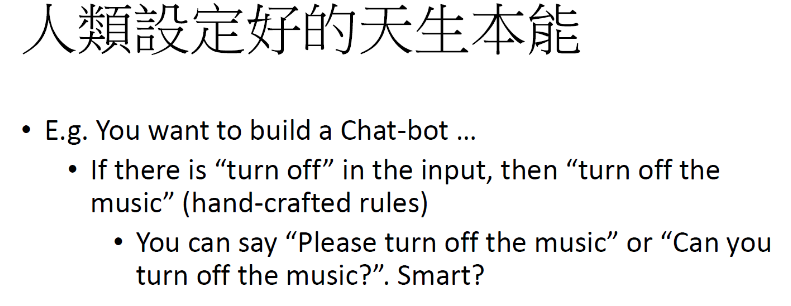 人類設定好的天生本能
• E.g. You want to build a Chat-bot …
• If there is “turn off” in the input, then “turn off the
music” (hand-crafted rules)
• You can say “Please turn off the music” or “Can you
turn off the music?”. Smart?